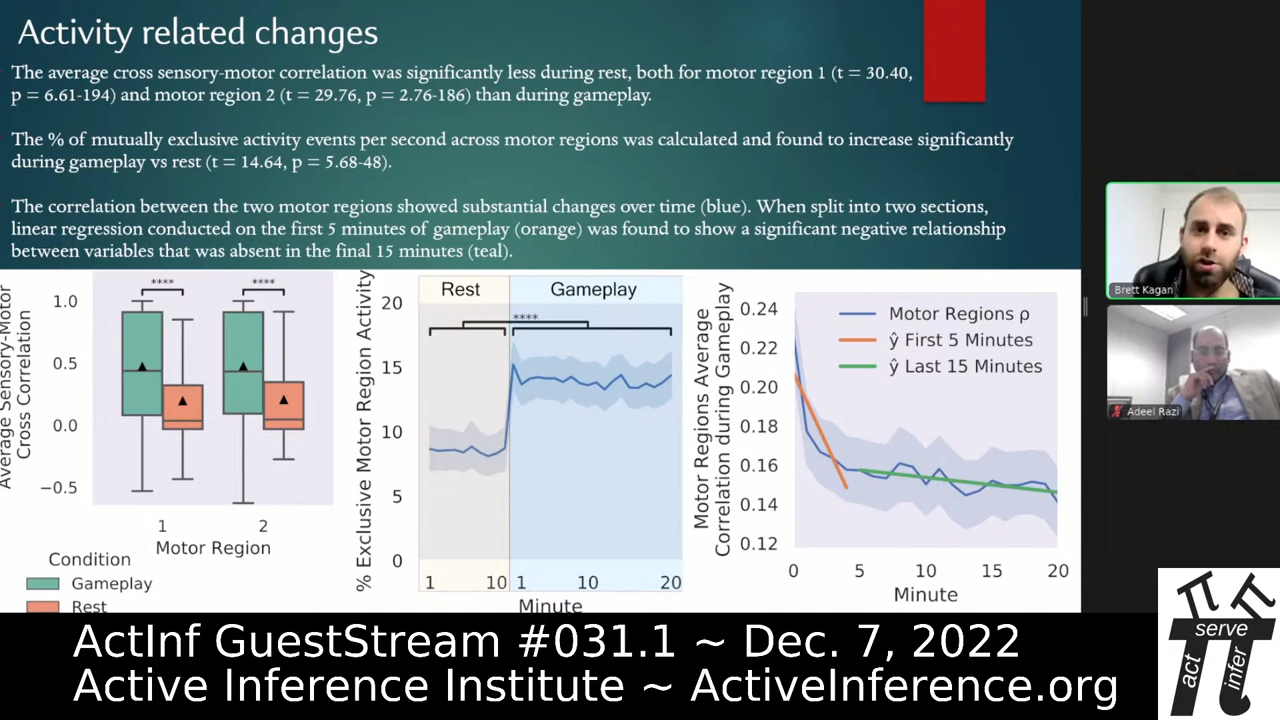 Activity related changes
The average cross sensory-motor correlation was significantly less during rest, both for motor region 1 (t = 30.40,
p = 6.61-194) and motor region 2 (t = 29.76, p = 2.76-186) than during gameplay.
The % of mutually exclusive activity events per second across motor regions was calculated and found to increase significantly
during gameplay vs rest (t = 14.64, p = 5.68-48).
The correlation between the two motor regions showed substantial changes over time (blue). When split into two sections,
linear regression conducted on the first 5 minutes of gameplay (orange) was found to show a significant negative relationship
between variables that was absent in the final 15 minutes (teal).
Average Sensory-Motor
Cross Correlation
1.0
0.5
0.0
−0.5
****
****
1
2
Motor Region
Condition
Gameplay
Rest
% Exclusive Motor Region Activity
20
15
10
5
0
Rest
Gameplay
****
1
10
1
10
20
Minute
Motor Regions Average
Correlation during Gameplay
0.24
0.22
0.20
0.18
0.16
0.14
0.12
Motor Regions ρ
ŷ First 5 Minutes
ŷ Last 15 Minutes
0
5
10
15
20
Minute
Brett Kagan
Adeel Razi
ActInf GuestStream #031.1 ~ Dec. 7, 2022
Active Inference Institute ~ ActiveInference.org
π
π
serve
act
infer